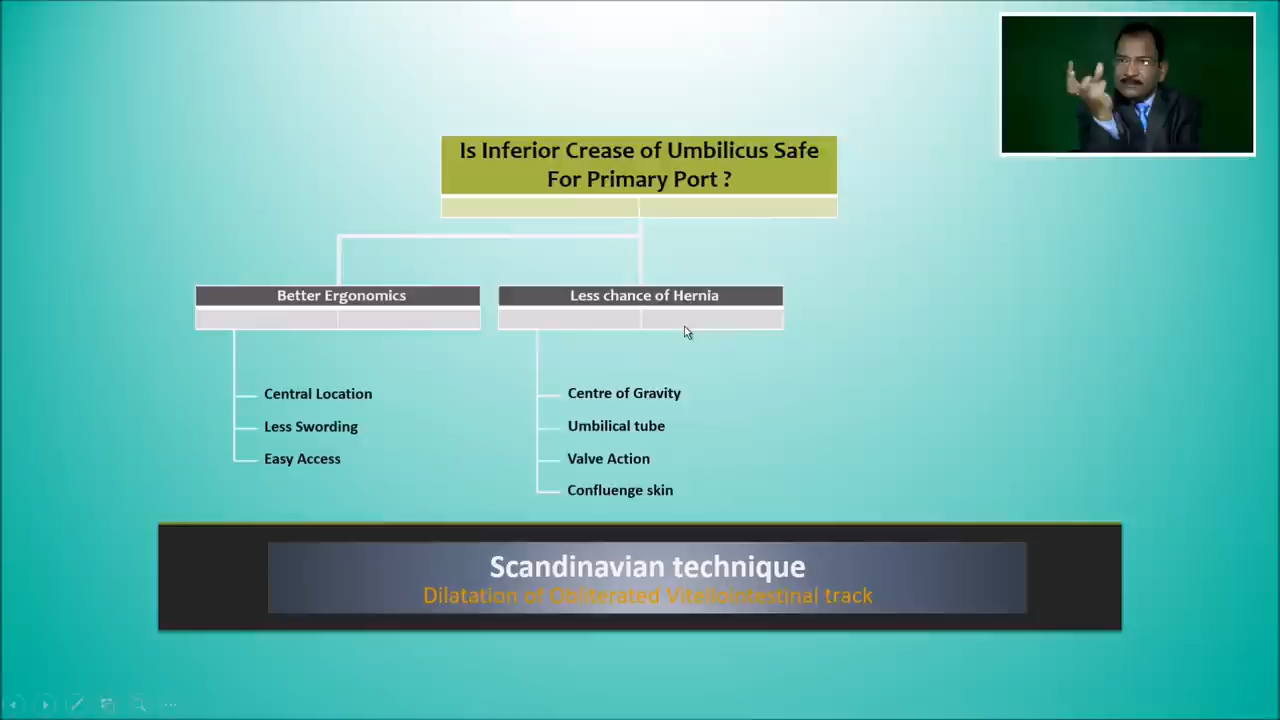 Is Inferior Crease of Umbilicus Safe
For Primary Port ?
Better Ergonomics
Less chance of Hernia
Central Location
Less Swording
Easy Access
Centre of Gravity
Umbilical tube
Valve Action
Confluenge skin
Scandinavian technique
Dilatation of Obliterated Vitellointestinal track